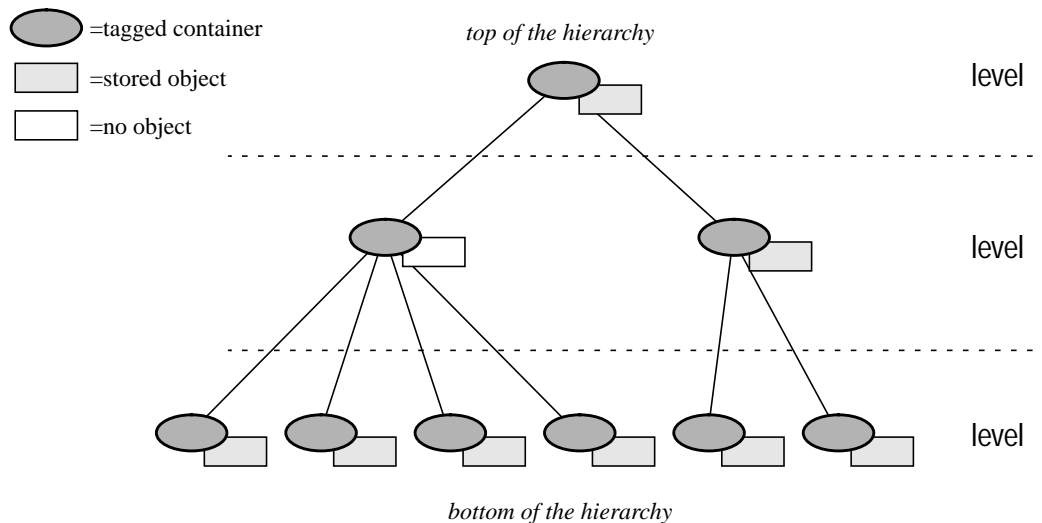 =tagged container
=stored object
=no object
top of the hierarchy
level
level
level
bottom of the hierarchy